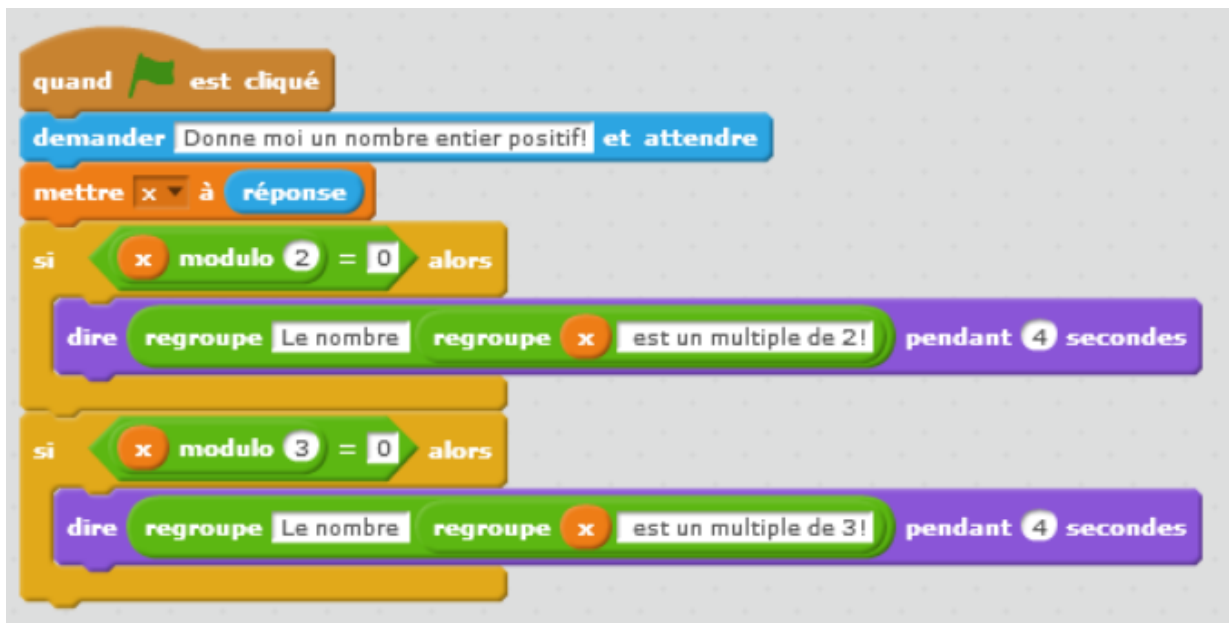 quand est cliqué
demander Donne moi un nombre entier positif! et attendre
mettre x à réponse
si x modulo 2 = 0 alors
dire regroupe Le nombre regroupe x est un multiple de 2! pendant 4 secondes
si x modulo 3 = 0 alors
dire regroupe Le nombre regroupe x est un multiple de 3! pendant 4 secondes